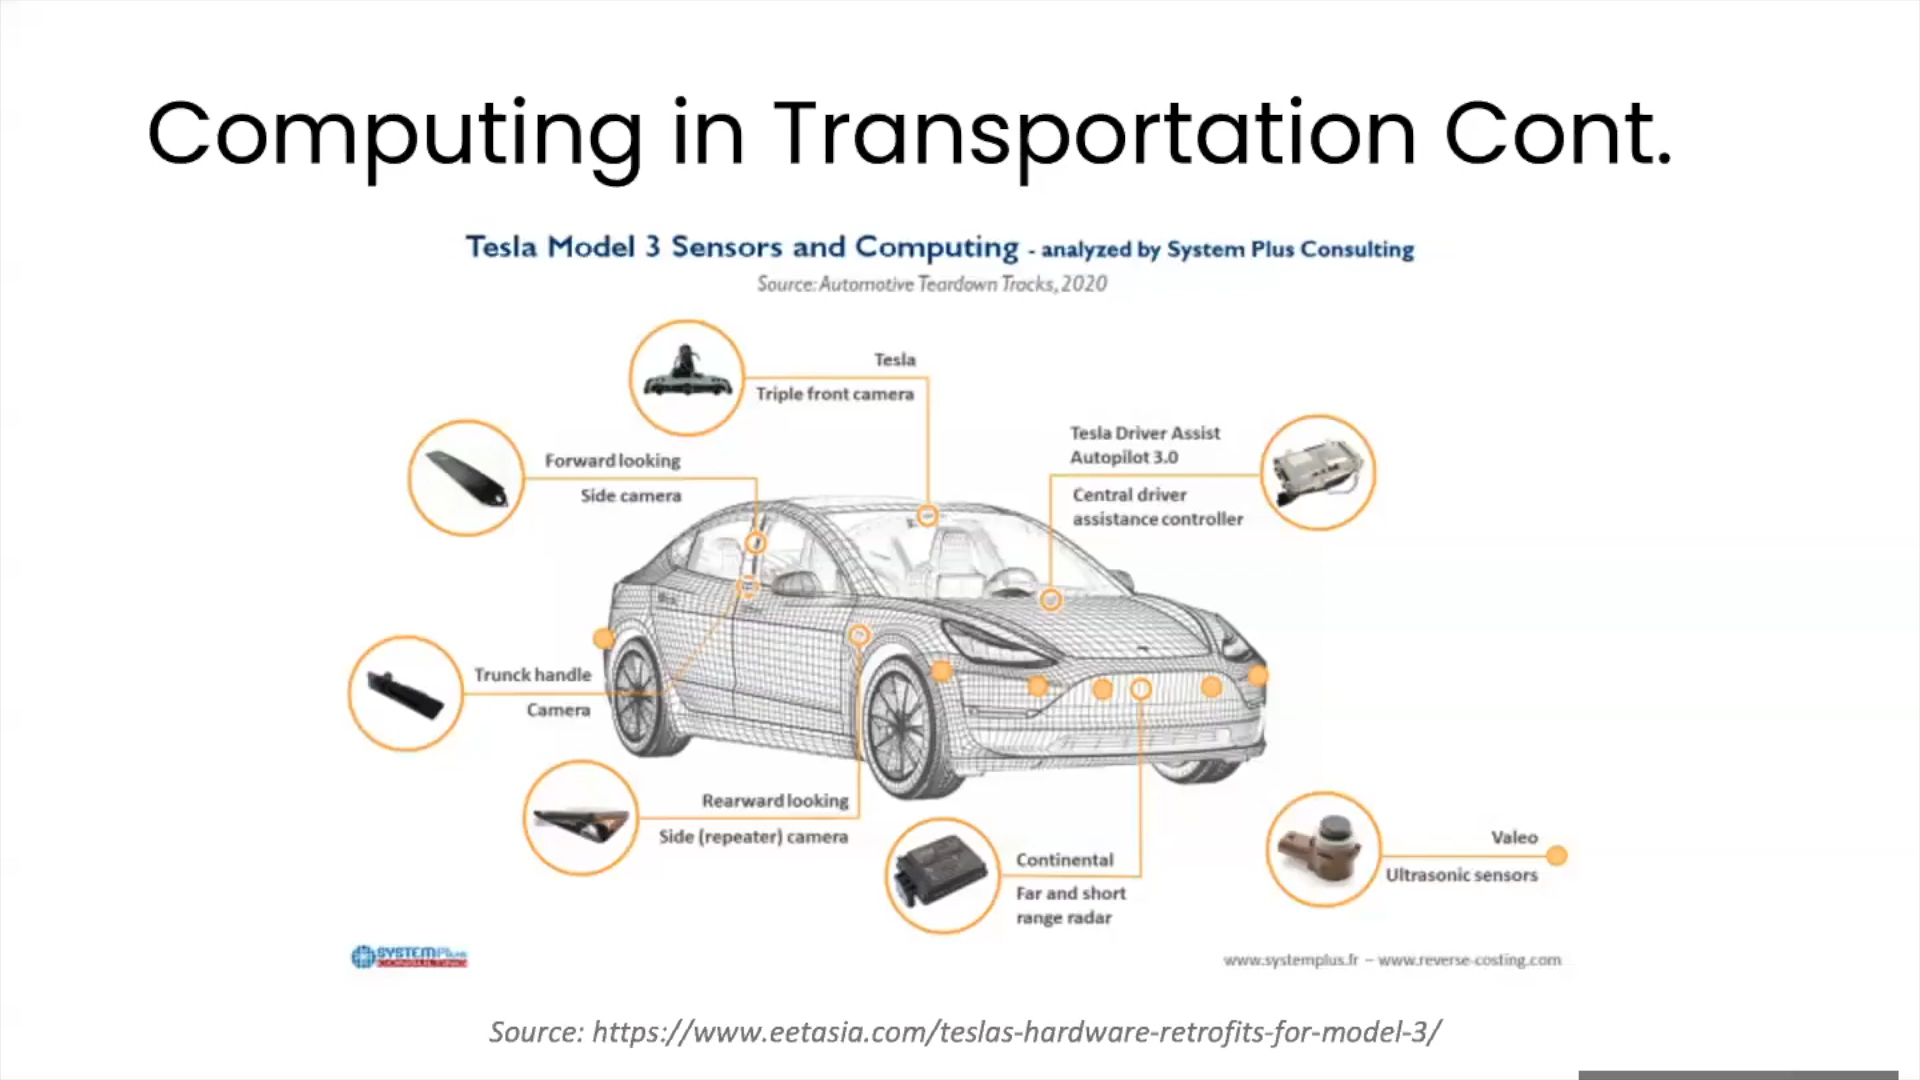 Computing in Transportation Cont.
Tesla Model 3 Sensors and Computing - analyzed by System Plus Consulting
Source: Automotive Teardown Tracks, 2020
Tesla
Triple front camera
Forward looking
Side camera
Tesla Driver Assist
Autopilot 3.0
Central driver
assistance controller
Trunck handle
Camera
Rearward looking
Side (repeater) camera
Continental
Far and short
range radar
Valeo
Ultrasonic sensors
SYSTEMPlus
CONSULTING
www.systemplus.fr – www.reverse-costing.com
Source: https://www.eetasia.com/teslas-hardware-retrofits-for-model-3/